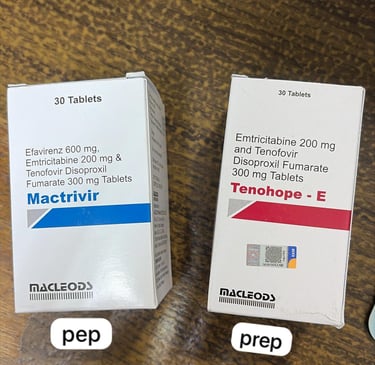 30 Tablets
Efavirenz 600 mg,
Emtricitabine 200 mg &
Tenofovir Disoproxil
Fumarate 300 mg Tablets
Mactrivir
MACLEODS
pep
30 Tablets
Emtricitabine 200 mg
and Tenofovir
Disoproxil Fumarate
300 mg Tablets
Tenohope - E
MACLEODS
prep